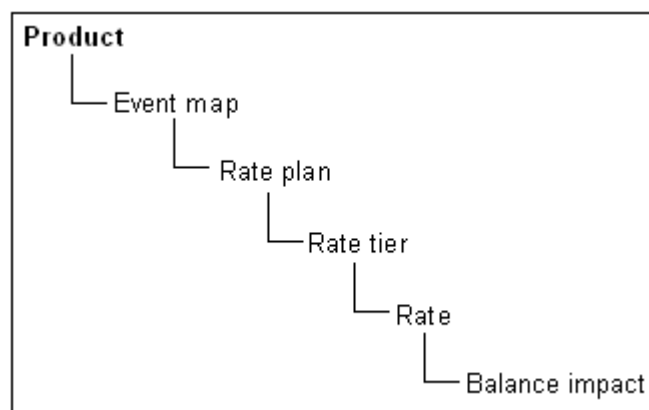 Product
Event map
Rate plan
Rate tier
Rate
Balance impact